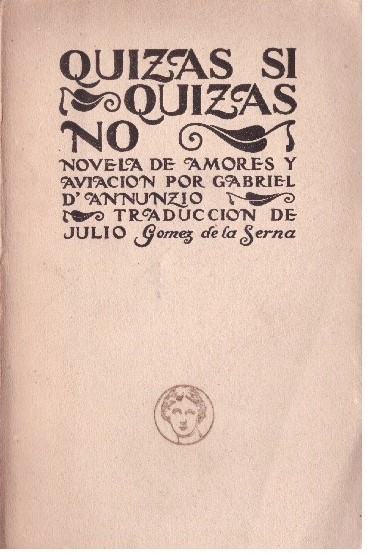 QUIZAS SI
QUIZAS
NO
NOVELA DE AMORES Y
AVIACION POR GABRIEL
D'ANNUNZIO
TRADUCCION DE
JULIO Gomez de la Serna